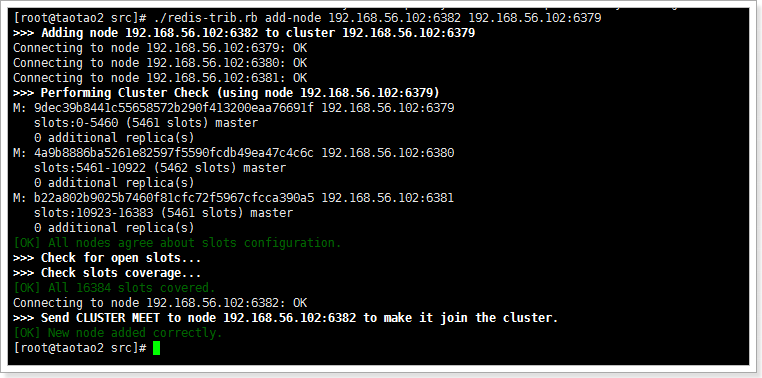 [root@taotao2 src]# ./redis-trib.rb add-node 192.168.56.102:6382 192.168.56.102:6379
>>> Adding node 192.168.56.102:6382 to cluster 192.168.56.102:6379
Connecting to node 192.168.56.102:6379: OK
Connecting to node 192.168.56.102:6380: OK
Connecting to node 192.168.56.102:6381: OK
>>> Performing Cluster Check (using node 192.168.56.102:6379)
M: 9dec39b8441c55658572b290f413200eaa76691f 192.168.56.102:6379
   slots:0-5460 (5461 slots) master
   0 additional replica(s)
M: 4a9b8886ba5261e82597f5590fcdb49ea47c4c6c 192.168.56.102:6380
   slots:5461-10922 (5462 slots) master
   0 additional replica(s)
M: b22a802b9025b7460f81cfc72f5967cfcca390a5 192.168.56.102:6381
   slots:10923-16383 (5461 slots) master
   0 additional replica(s)
[OK] All nodes agree about slots configuration.
>>> Check for open slots...
>>> Check slots coverage...
[OK] All 16384 slots covered.
Connecting to node 192.168.56.102:6382: OK
>>> Send CLUSTER MEET to node 192.168.56.102:6382 to make it join the cluster.
[OK] New node added correctly.
[root@taotao2 src]#